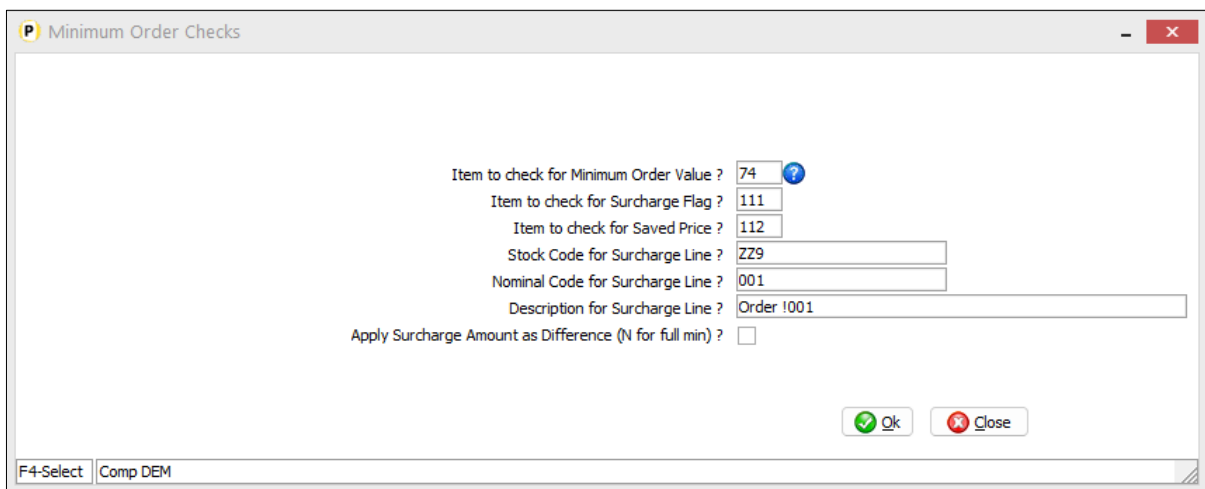 P Minimum Order Checks
Item to check for Minimum Order Value ? 74 ?
Item to check for Surcharge Flag ? 111
Item to check for Saved Price ? 112
Stock Code for Surcharge Line ? ZZ9
Nominal Code for Surcharge Line ? 001
Description for Surcharge Line ? Order !001
Apply Surcharge Amount as Difference (N for full min) ?
Ok Close
F4-Select Comp DEM